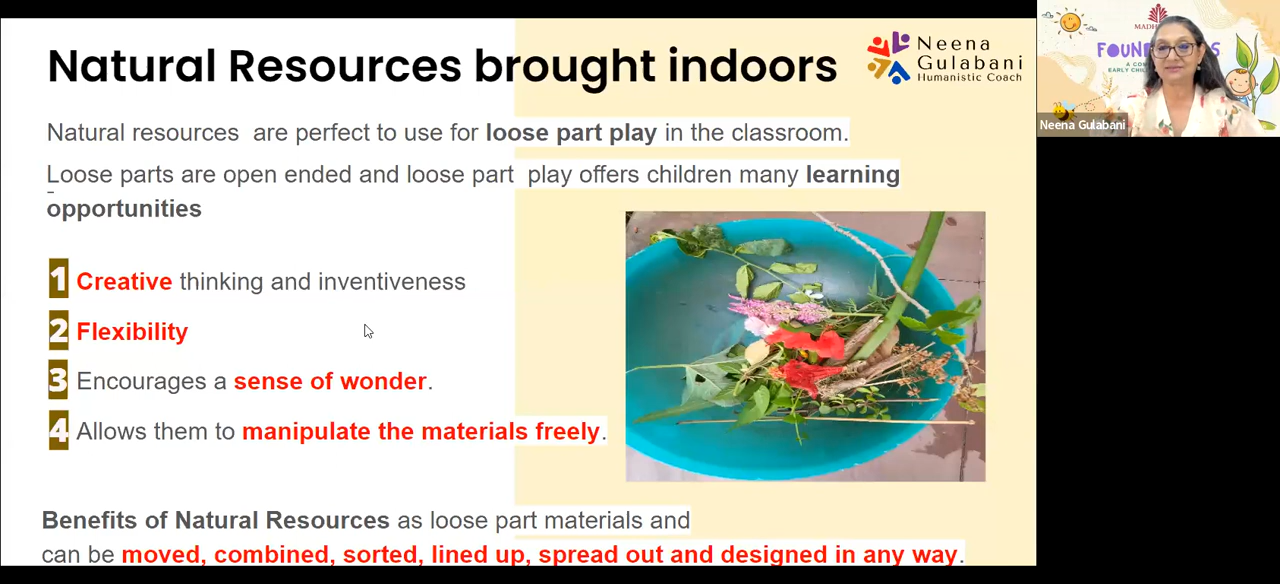 Natural Resources brought indoors
Neena
Gulabani
Humanistic Coach
Natural resources are perfect to use for loose part play in the classroom.
Loose parts are open ended and loose part play offers children many learning
opportunities
1 Creative thinking and inventiveness
2 Flexibility
3 Encourages a sense of wonder.
4 Allows them to manipulate the materials freely.
Benefits of Natural Resources as loose part materials and
can be moved, combined, sorted, lined up, spread out and designed in any way.
Neena Gulabani